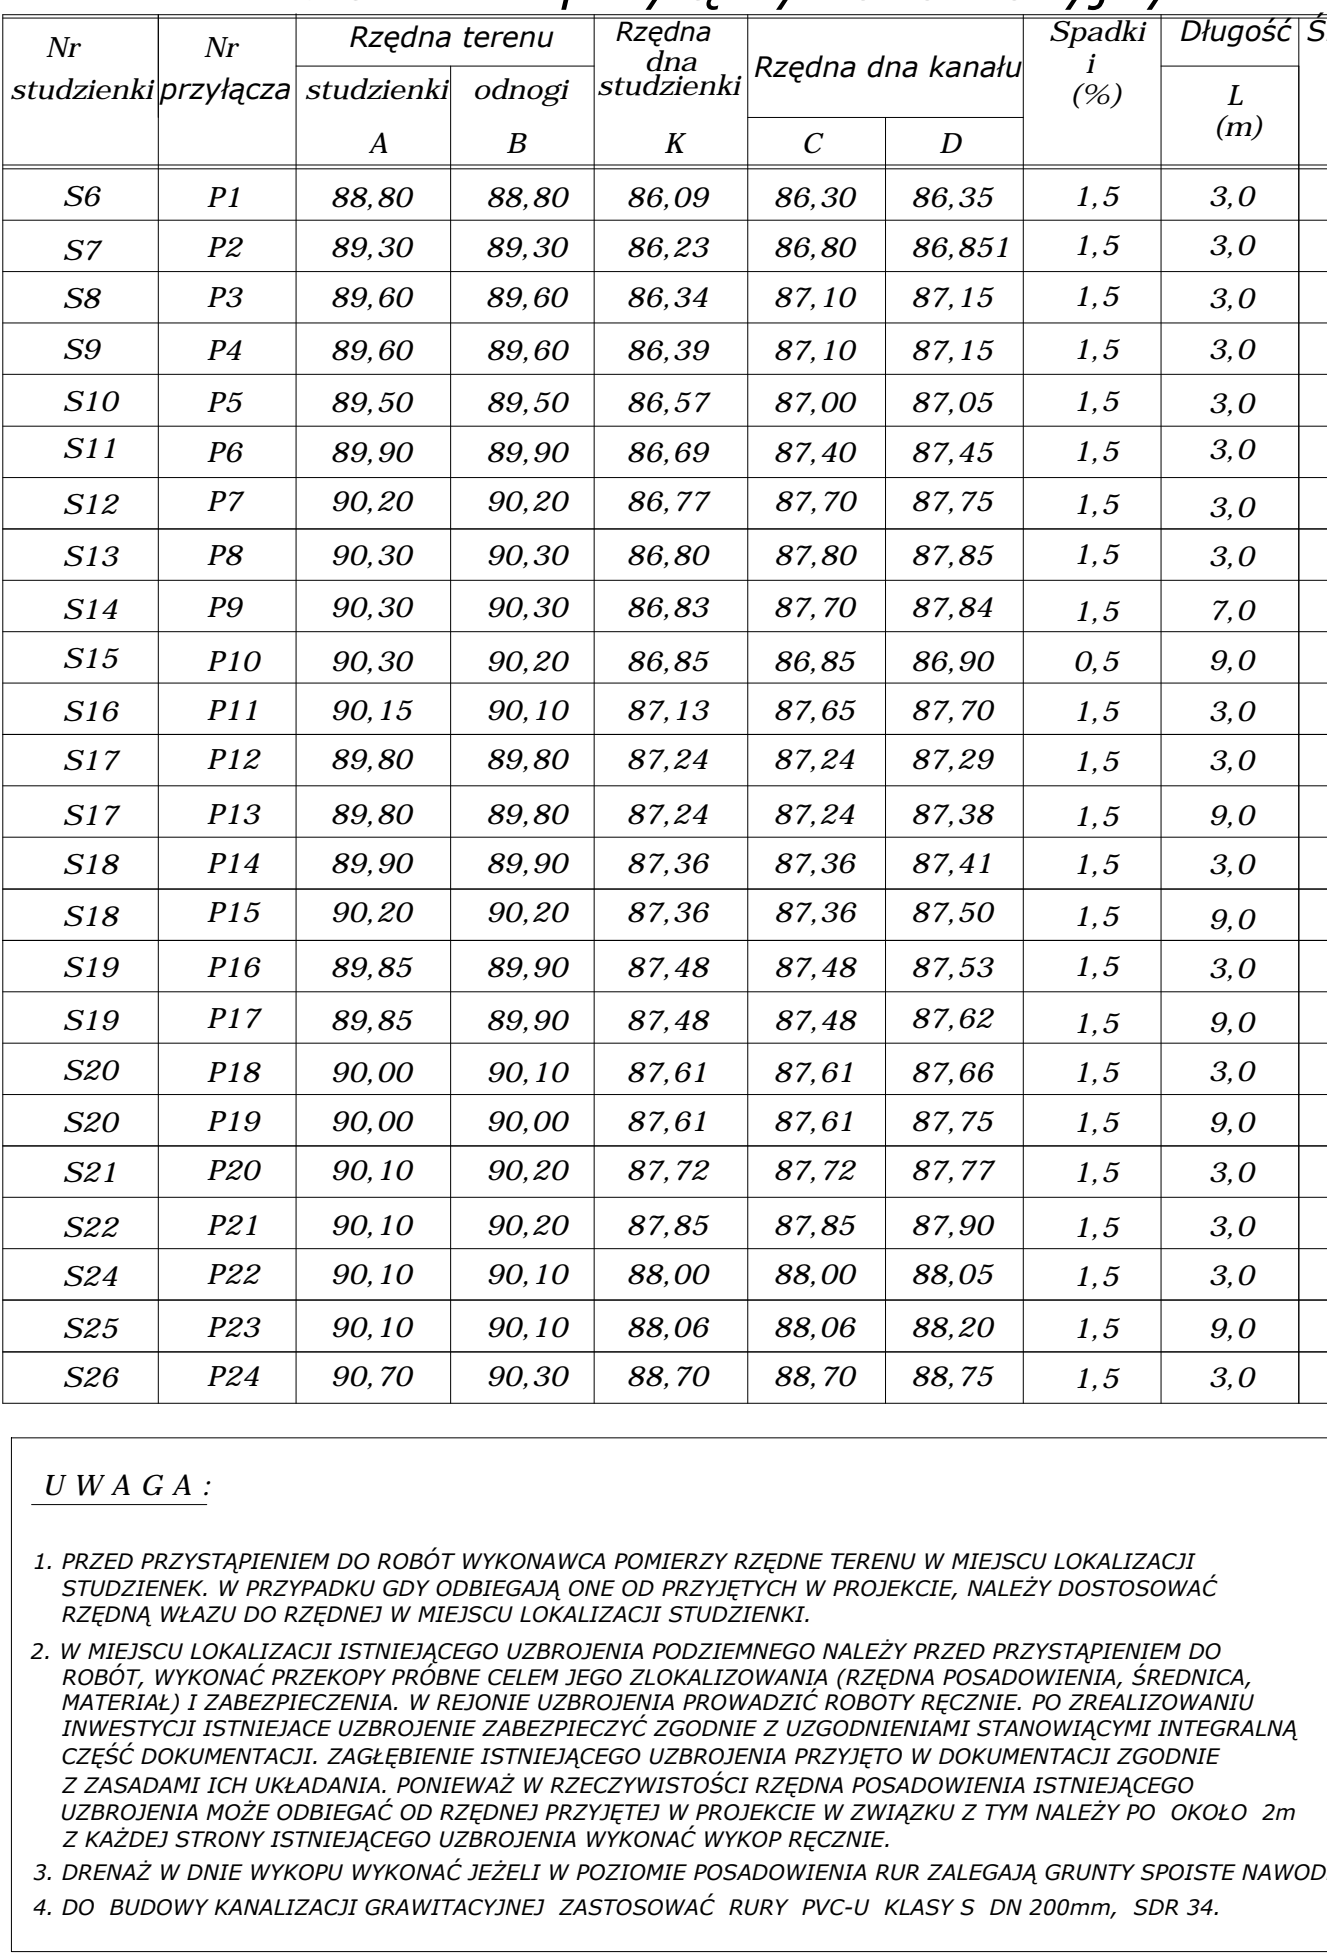 Nr studzienki Nr przyłącza Rzędna terenu Rzędna dna studzienki Rzędna dna kanału Spadki i (%) Długość L (m)
studzienki odnogi
A B K C D
S6 P1 88,80 88,80 86,09 86,30 86,35 1,5 3,0
S7 P2 89,30 89,30 86,23 86,80 86,851 1,5 3,0
S8 P3 89,60 89,60 86,34 87,10 87,15 1,5 3,0
S9 P4 89,60 89,60 86,39 87,10 87,15 1,5 3,0
S10 P5 89,50 89,50 86,57 87,00 87,05 1,5 3,0
S11 P6 89,90 89,90 86,69 87,40 87,45 1,5 3,0
S12 P7 90,20 90,20 86,77 87,70 87,75 1,5 3,0
S13 P8 90,30 90,30 86,80 87,80 87,85 1,5 3,0
S14 P9 90,30 90,30 86,83 87,70 87,84 1,5 7,0
S15 P10 90,30 90,20 86,85 86,85 86,90 0,5 9,0
S16 P11 90,15 90,10 87,13 87,65 87,70 1,5 3,0
S17 P12 89,80 89,80 87,24 87,24 87,29 1,5 3,0
S17 P13 89,80 89,80 87,24 87,24 87,38 1,5 9,0
S18 P14 89,90 89,90 87,36 87,36 87,41 1,5 3,0
S18 P15 90,20 90,20 87,36 87,36 87,50 1,5 9,0
S19 P16 89,85 89,90 87,48 87,48 87,53 1,5 3,0
S19 P17 89,85 89,90 87,48 87,48 87,62 1,5 9,0
S20 P18 90,00 90,10 87,61 87,61 87,66 1,5 3,0
S20 P19 90,00 90,00 87,61 87,61 87,75 1,5 9,0
S21 P20 90,10 90,20 87,72 87,72 87,77 1,5 3,0
S22 P21 90,10 90,20 87,85 87,85 87,90 1,5 3,0
S24 P22 90,10 90,10 88,00 88,00 88,05 1,5 3,0
S25 P23 90,10 90,10 88,06 88,06 88,20 1,5 9,0
S26 P24 90,70 90,30 88,70 88,70 88,75 1,5 3,0
U W A G A :
1. PRZED PRZYSTĄPIENIEM DO ROBÓT WYKONAWCA POMIERZY RZĘDNE TERENU W MIEJSCU LOKALIZACJI
STUDZIENEK. W PRZYPADKU GDY ODBIEGAJĄ ONE OD PRZYJĘTYCH W PROJEKCIE, NALEŻY DOSTOSOWAĆ
RZĘDNĄ WŁAZU DO RZĘDNEJ W MIEJSCU LOKALIZACJI STUDZIENKI.
2. W MIEJSCU LOKALIZACJI ISTNIEJĄCEGO UZBROJENIA PODZIEMNEGO NALEŻY PRZED PRZYSTĄPIENIEM DO
ROBÓT, WYKONAĆ PRZEKOPY PRÓBNE CELEM JEGO ZLOKALIZOWANIA (RZĘDNA POSADOWIENIA, ŚREDNICA,
MATERIAŁ) I ZABEZPIECZENIA. W REJONIE UZBROJENIA PROWADZIĆ ROBOTY RĘCZNIE. PO ZREALIZOWANIU
INWESTYCJI ISTNIEJACE UZBROJENIE ZABEZPIECZYĆ ZGODNIE Z UZGODNIENIAMI STANOWIĄCYMI INTEGRALNĄ
CZĘŚĆ DOKUMENTACJI. ZAGŁĘBIENIE ISTNIEJĄCEGO UZBROJENIA PRZYJĘTO W DOKUMENTACJI ZGODNIE
Z ZASADAMI ICH UKŁADANIA. PONIEWAŻ W RZECZYWISTOŚCI RZĘDNA POSADOWIENIA ISTNIEJĄCEGO
UZBROJENIA MOŻE ODBIEGAĆ OD RZĘDNEJ PRZYJĘTEJ W PROJEKCIE W ZWIĄZKU Z TYM NALEŻY PO OKOŁO 2m
Z KAŻDEJ STRONY ISTNIEJĄCEGO UZBROJENIA WYKONAĆ WYKOP RĘCZNIE.
3. DRENAŻ W DNIE WYKOPU WYKONAĆ JEŻELI W POZIOMIE POSADOWIENIA RUR ZALEGAJĄ GRUNTY SPOISTE NAWOD
4. DO BUDOWY KANALIZACJI GRAWITACYJNEJ ZASTOSOWAĆ RURY PVC-U KLASY S DN 200mm, SDR 34.